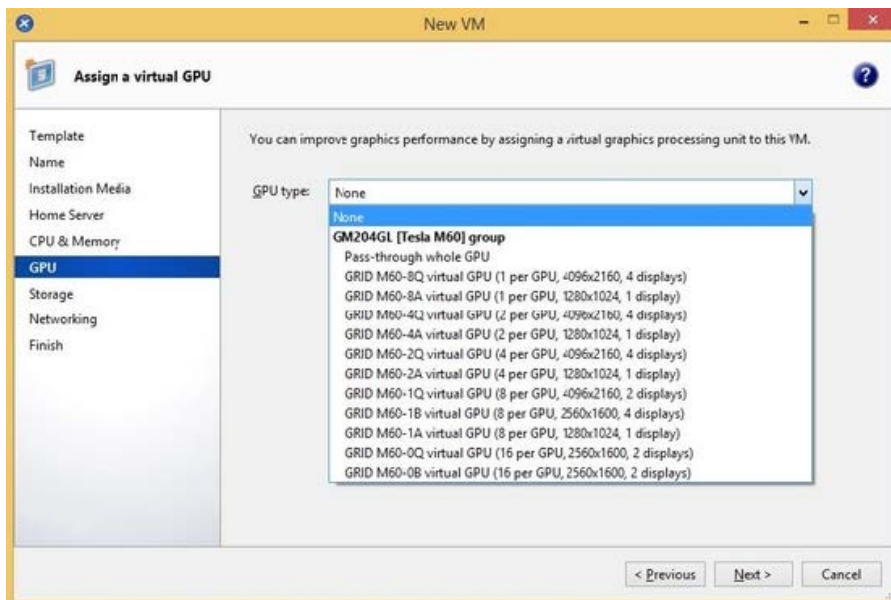 New VM
Assign a virtual GPU
Template
Name
Installation Media
Home Server
CPU & Memory
GPU
Storage
Networking
Finish
You can improve graphics performance by assigning a virtual graphics processing unit to this VM.
GPU type: None
None
GM204GL [Tesla M60] group
Pass-through whole GPU
GRID M60-8Q virtual GPU (1 per GPU, 4096x2160, 4 displays)
GRID M60-8A virtual GPU (1 per GPU, 1280x1024, 1 display)
GRID M60-4Q virtual GPU (2 per GPU, 4096x2160, 4 displays)
GRID M60-4A virtual GPU (2 per GPU, 1280x1024, 1 display)
GRID M60-2Q virtual GPU (4 per GPU, 4096x2160, 4 displays)
GRID M60-2A virtual GPU (4 per GPU, 1280x1024, 1 display)
GRID M60-1Q virtual GPU (8 per GPU, 4096x2160, 2 displays)
GRID M60-1B virtual GPU (8 per GPU, 2560x1600, 4 displays)
GRID M60-1A virtual GPU (8 per GPU, 1280x1024, 1 display)
GRID M60-0Q virtual GPU (16 per GPU, 2560x1600, 2 displays)
GRID M60-0B virtual GPU (16 per GPU, 2560x1600, 2 displays)
< Previous Next > Cancel